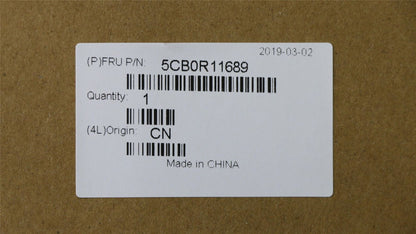 2019-03-02
(P)FRU P/N: 5CB0R11689
Quantity: 1
(4L)Origin: CN
Made in CHINA